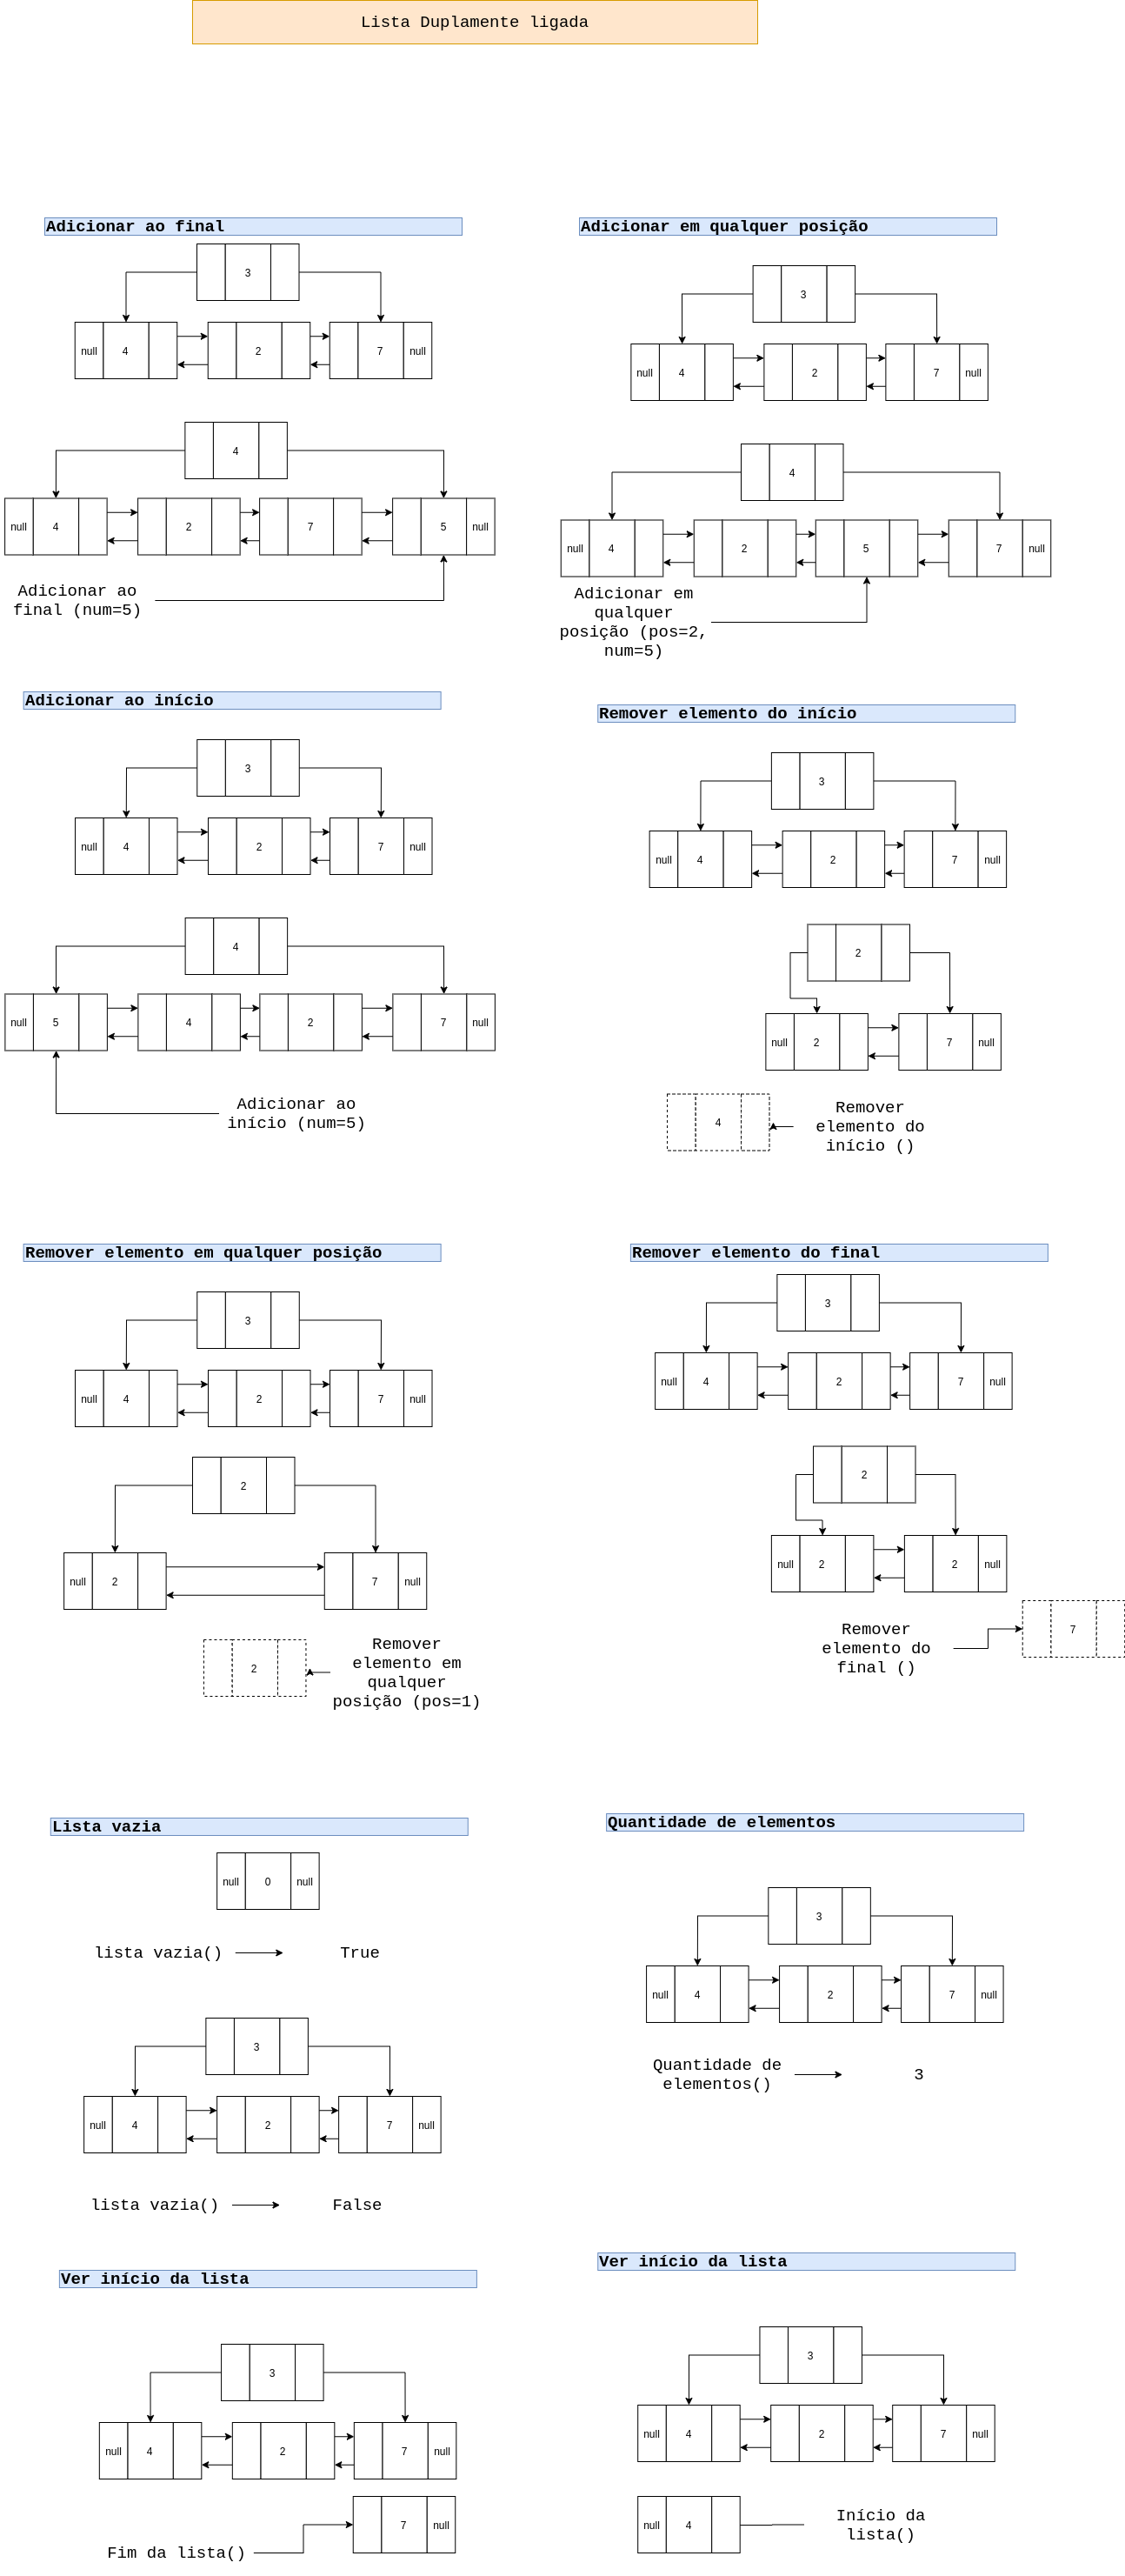 Lista Duplamente ligada
Adicionar ao final
3
null 4 2 7 null
4
null 4 2 7 5 null
Adicionar ao
final (num=5)
Adicionar em qualquer posição
3
null 4 2 7 null
4
null 4 2 5 7 null
Adicionar em
qualquer
posição (pos=2,
num=5)
Adicionar ao início
3
null 4 2 7 null
4
null 5 4 2 7 null
Adicionar ao
início (num=5)
Remover elemento do início
3
null 4 2 7 null
2
null 2 7 null
4
Remover
elemento do
início ()
Remover elemento em qualquer posição
3
null 4 2 7 null
2
null 2 7 null
2
Remover
elemento em
qualquer
posição (pos=1)
Remover elemento do final
3
null 4 2 7 null
2
null 2 2 null
7
Remover
elemento do
final ()
Lista vazia
null 0 null
lista vazia() True
3
null 4 2 7 null
lista vazia() False
Quantidade de elementos
3
null 4 2 7 null
Quantidade de
elementos()
3
Ver início da lista
3
null 4 2 7 null
7 null
Fim da lista()
Ver início da lista
3
null 4 2 7 null
null 4
Início da
lista()